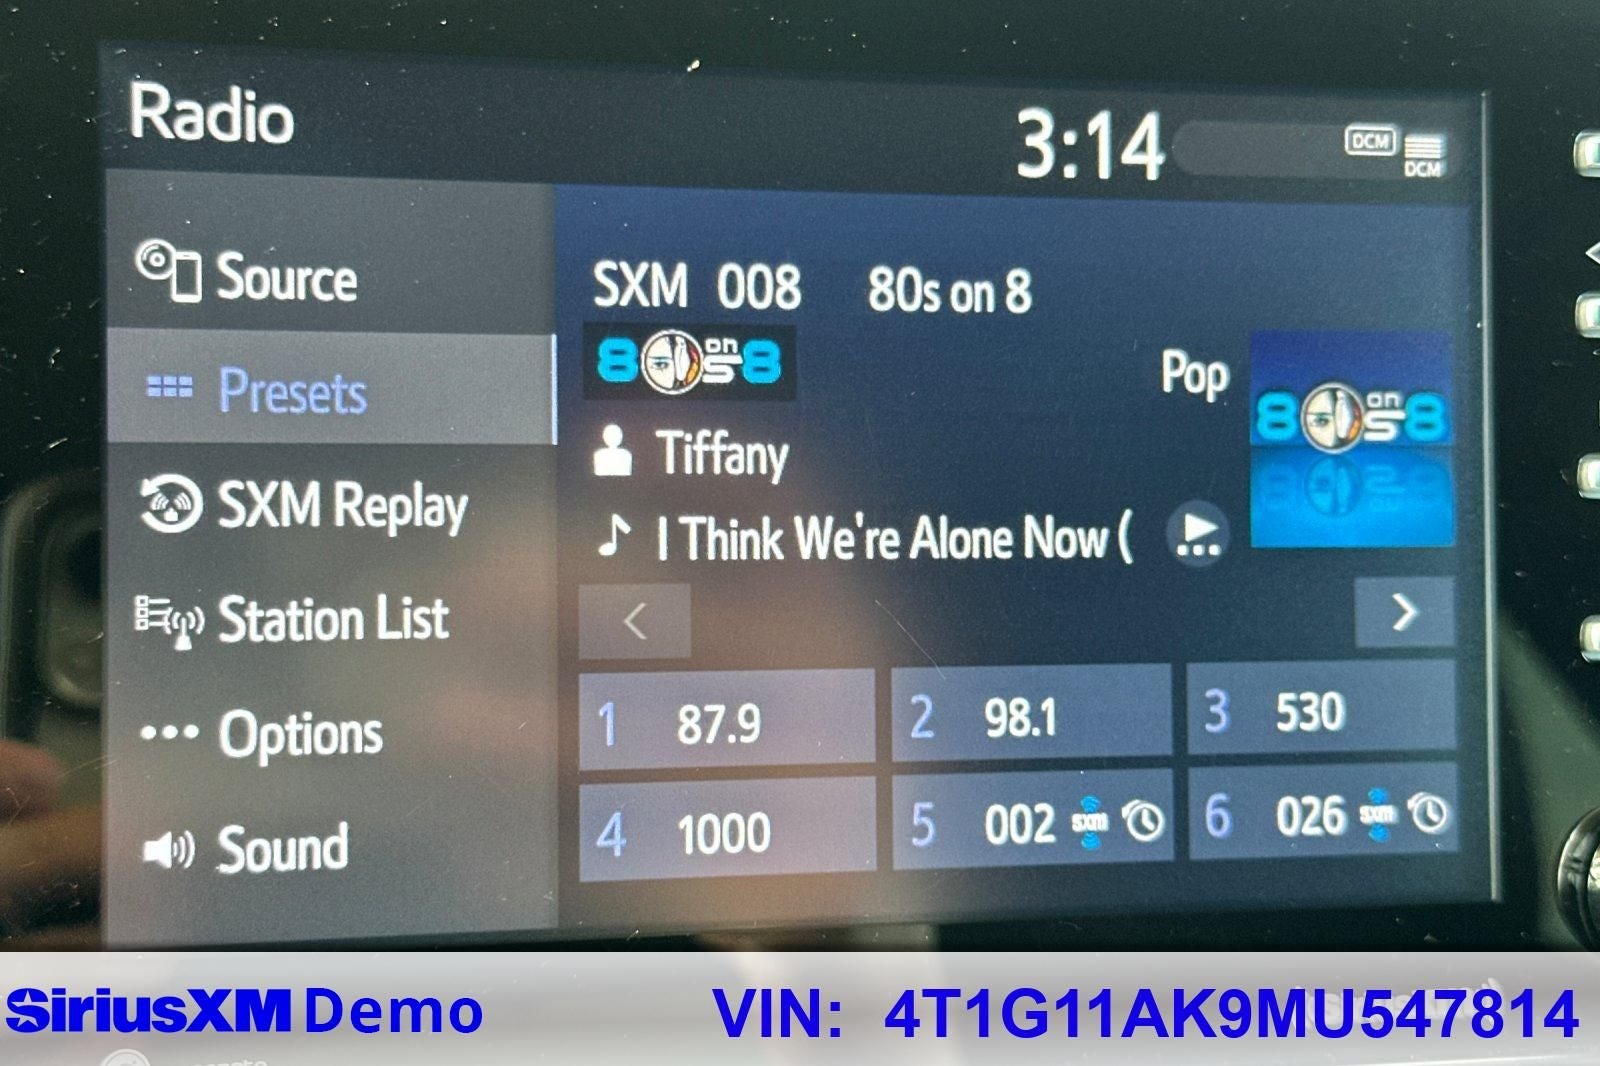 Radio
3:14
DCM
DCM
Source
Presets
SXM Replay
Station List
Options
Sound
SXM 008 80s on 8
80s on 8
Pop
80s on 8
Tiffany
I Think We're Alone Now (
1 87.9
2 98.1
3 530
4 1000
5 002 sxm
6 026 sxm
SiriusXM Demo
VIN: 4T1G11AK9MU547814